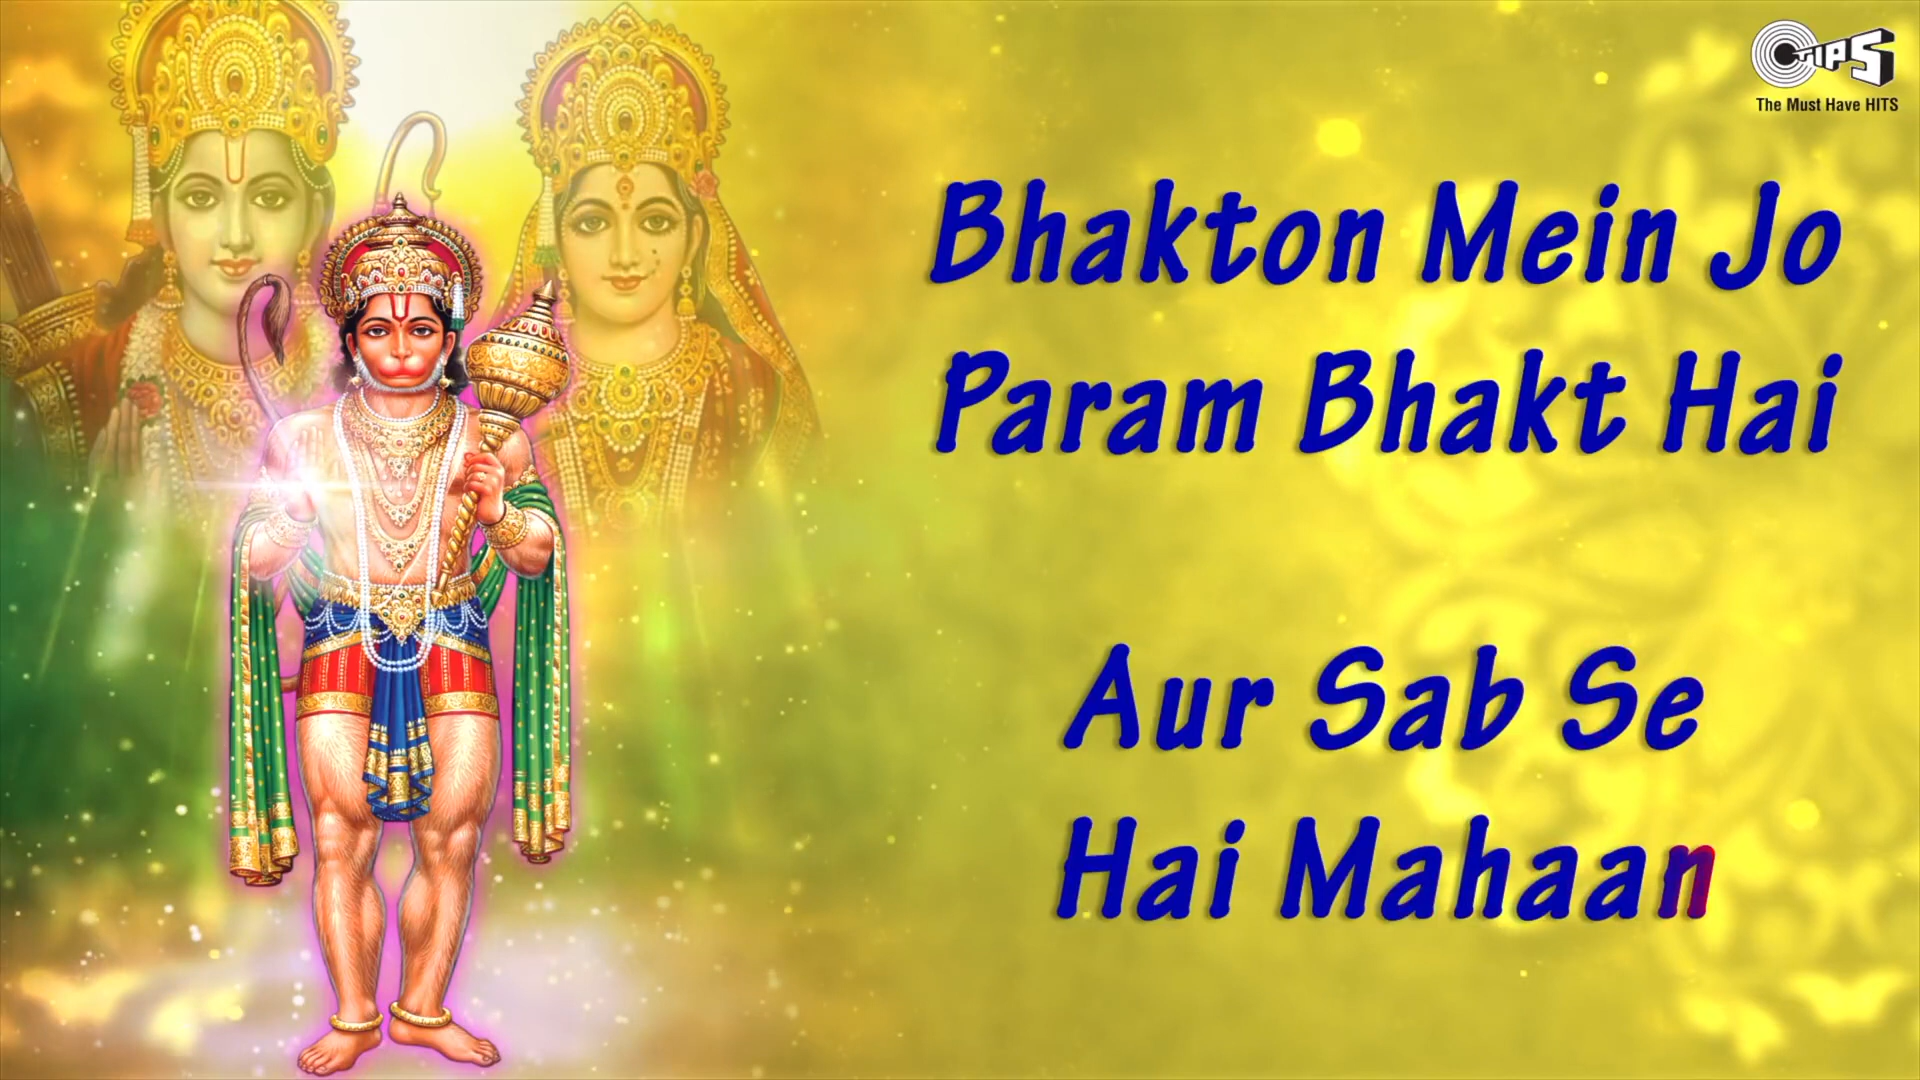 TIPS
The Must Have HITS
Bhakton Mein Jo
Param Bhakt Hai
Aur Sab Se
Hai Mahaan